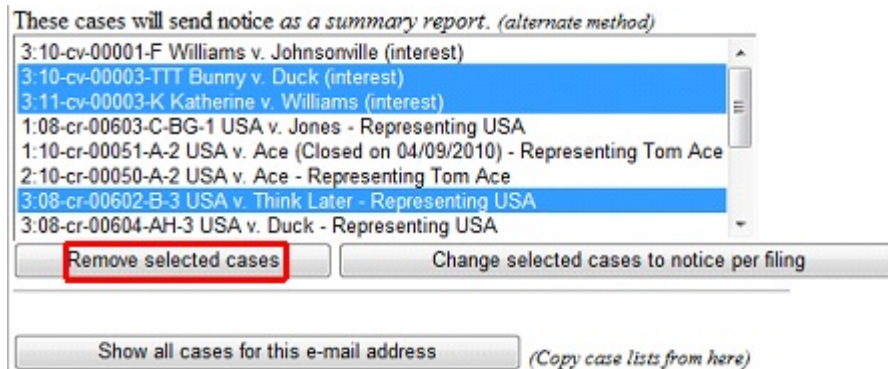 These cases will send notice as a summary report. (alternate method)
3:10-cv-00001-F Williams v. Johnsonville (interest)
3:10-cv-00003-TTT Bunny v. Duck (interest)
3:11-cv-00003-K Katherine v. Williams (interest)
1:08-cr-00603-C-BG-1 USA v. Jones - Representing USA
1:10-cr-00051-A-2 USA v. Ace (Closed on 04/09/2010) - Representing Tom Ace
2:10-cr-00050-A-2 USA v. Ace - Representing Tom Ace
3:08-cr-00602-B-3 USA v. Think Later - Representing USA
3:08-cr-00604-AH-3 USA v. Duck - Representing USA
Remove selected cases Change selected cases to notice per filing
Show all cases for this e-mail address (Copy case lists from here)